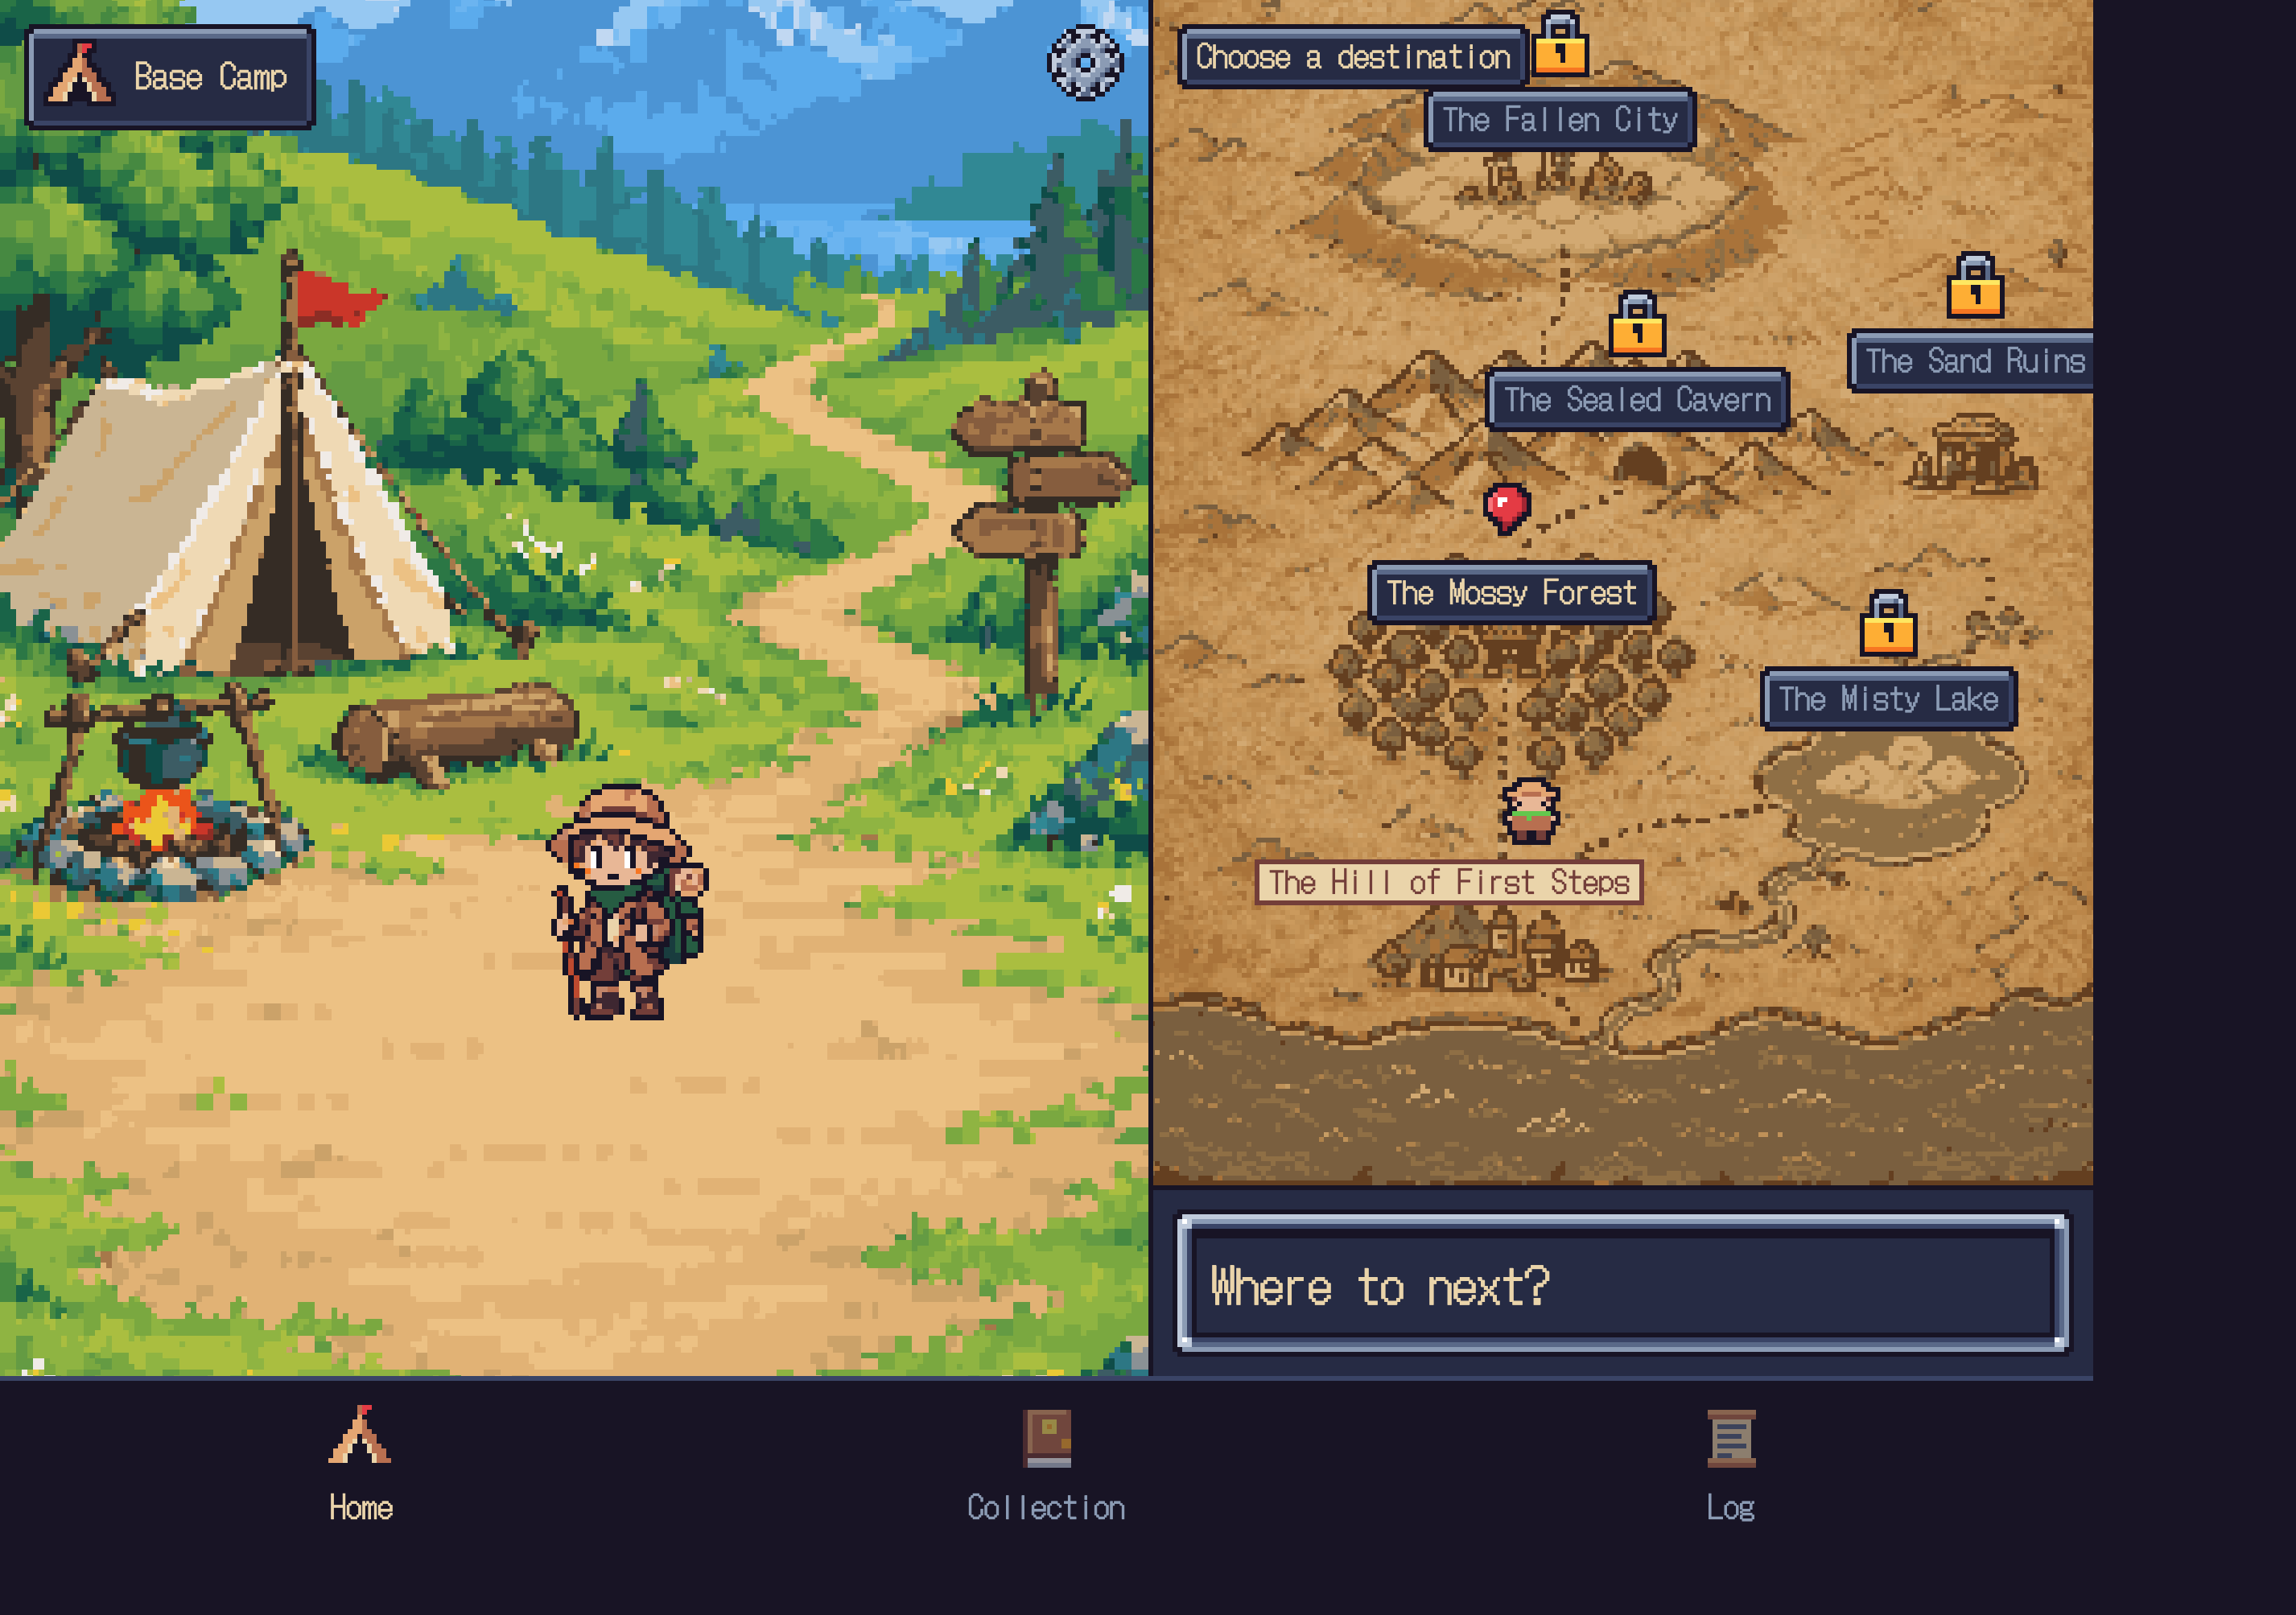 Base Camp
Choose a destination
The Fallen City
The Sand Ruins
The Sealed Cavern
The Mossy Forest
The Misty Lake
The Hill of First Steps
Where to next?
Home
Collection
Log